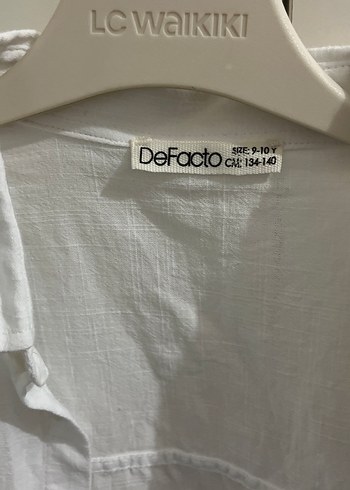 LC WAIKIKI
DeFacto
SIZE: 9-10 Y
CM: 134-140